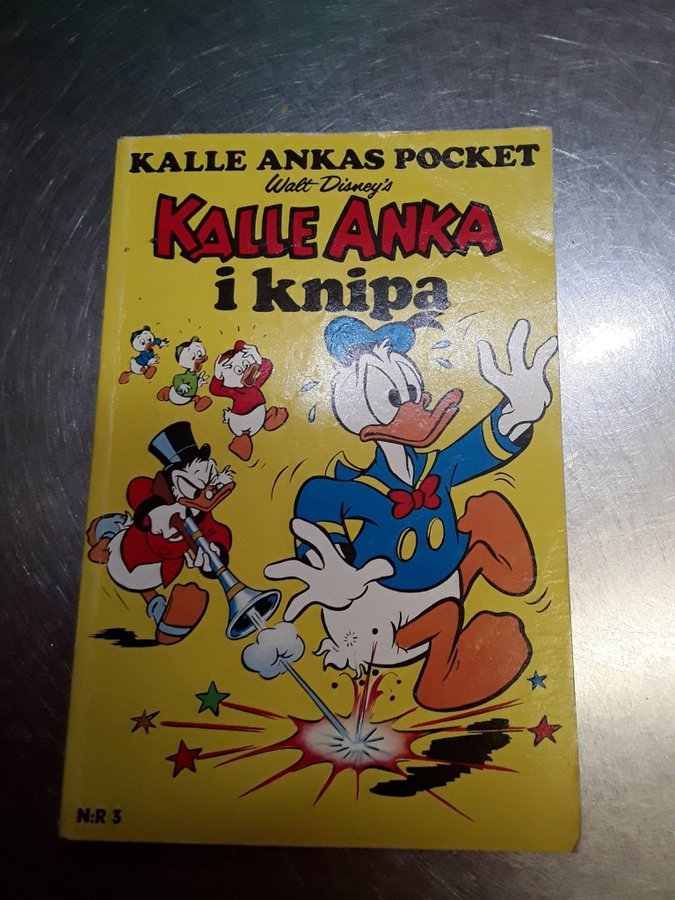 KALLE ANKAS POCKET
Walt Disney's
KALLE ANKA
i knipa
N:R 3